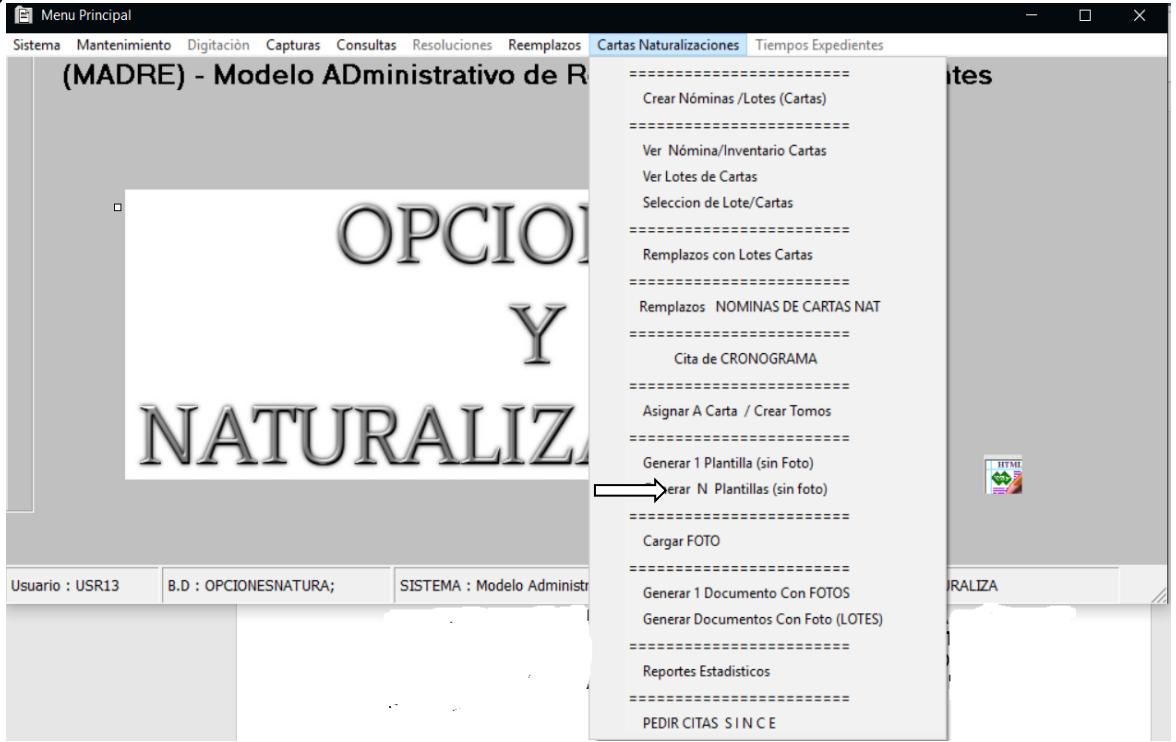 Menu Principal
Sistema Mantenimiento Digitaciòn Capturas Consultas Resoluciones Reemplazos Cartas Naturalizaciones Tiempos Expedientes
(MADRE) - Modelo ADministrativo de R
tes
OPCIO
Y
NATURALIZ
HTML
========================
Crear Nóminas /Lotes (Cartas)
========================
Ver Nómina/Inventario Cartas
Ver Lotes de Cartas
Seleccion de Lote/Cartas
========================
Remplazos con Lotes Cartas
========================
Remplazos NOMINAS DE CARTAS NAT
========================
Cita de CRONOGRAMA
========================
Asignar A Carta / Crear Tomos
========================
Generar 1 Plantilla (sin Foto)
erar N Plantillas (sin foto)
========================
Cargar FOTO
========================
Generar 1 Documento Con FOTOS
Generar Documentos Con Foto (LOTES)
========================
Reportes Estadisticos
========================
PEDIR CITAS S I N C E
Usuario : USR13 B.D : OPCIONESNATURA; SISTEMA : Modelo Administr
RALIZA